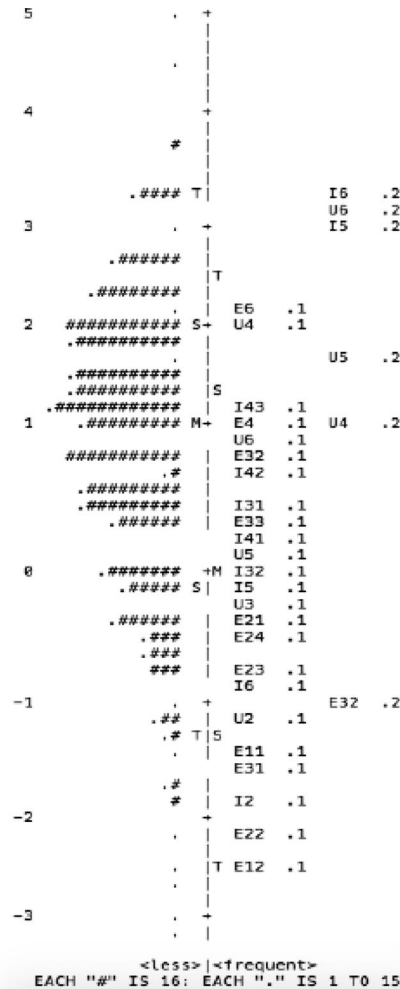 5 . +
|
. |
|
4 +
|
|
# |
|
.#### T| I6 .2
| U6 .2
3 . + I5 .2
|
.###### |
|T
.######## |
. | E6 .1
2 ########### S+ U4 .1
.########## |
. | U5 .2
.########## |
.########## |S
.############ | I43 .1
1 .######### M+ E4 .1 U4 .2
| U6 .1
########### | E32 .1
.# | I42 .1
.######### |
.######### | I31 .1
.###### | E33 .1
I41 .1
U5 .1
0 .####### +M I32 .1
.##### S| I5 .1
| U3 .1
.###### | E21 .1
.### | E24 .1
.### |
### | E23 .1
I6 .1
-1 . + E32 .2
.## | U2 .1
.# T|S
. | E11 .1
E31 .1
.# |
# | I2 .1
-2 +
. | E22 .1
|
. |T E12 .1
. |
|
-3 . +
. |
<less>|<frequent>
EACH "#" IS 16: EACH "." IS 1 TO 15